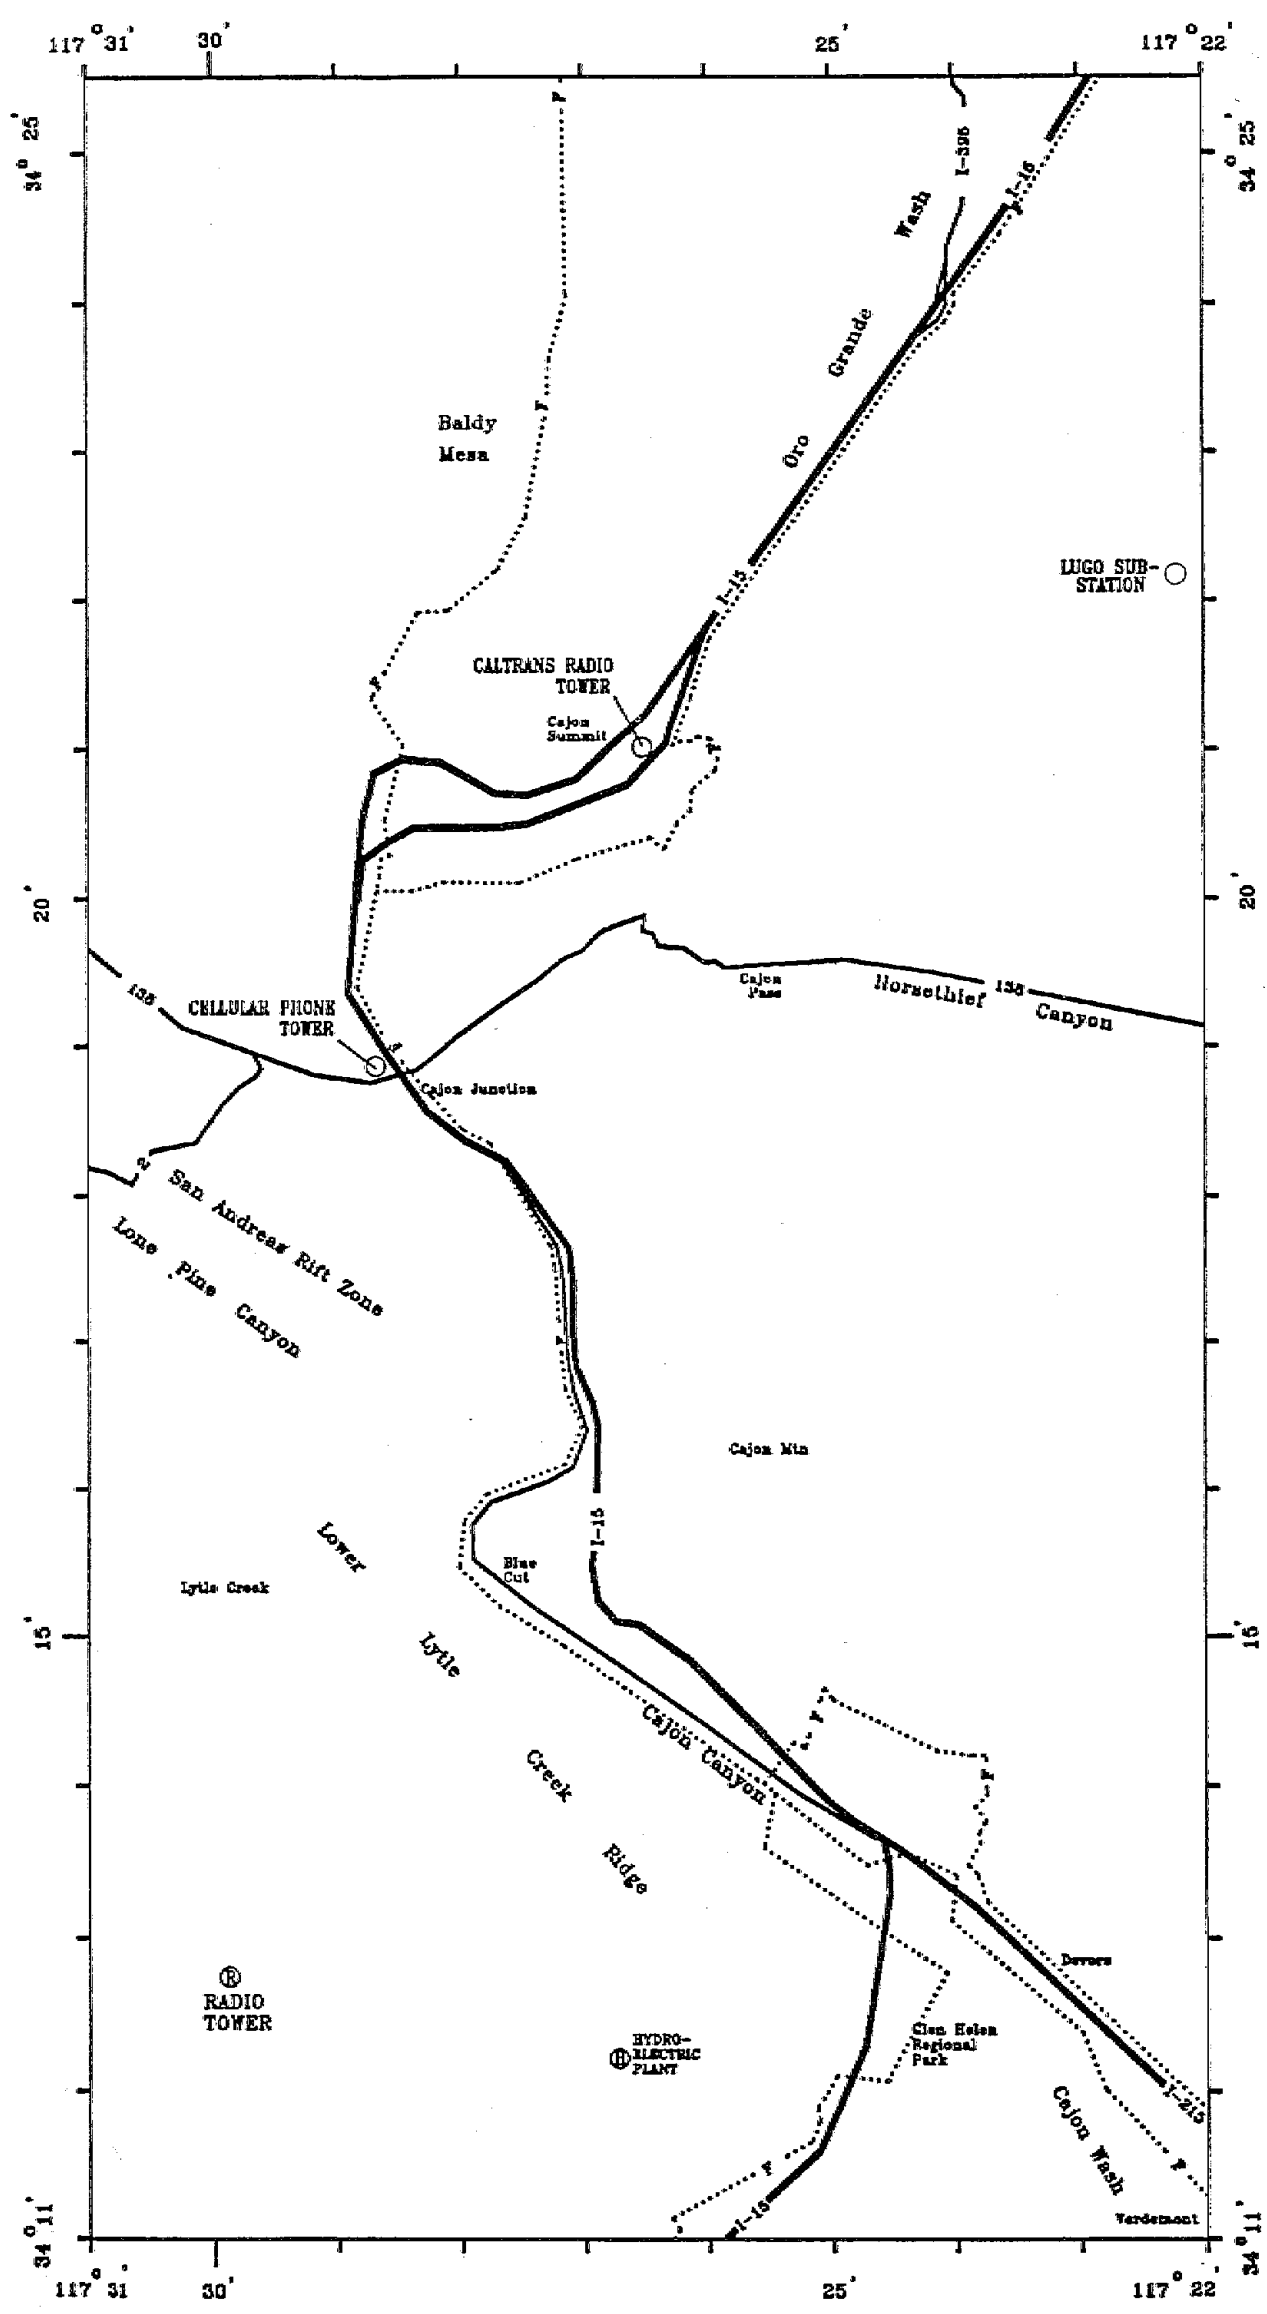 117° 31'
30'
25'
117° 22'
34° 25'
34° 25'
F
I-395
I-15
F
Wash
Grande
F
Baldy
Mesa
Oro
LUGO SUB-
STATION
I-15
CALTRANS RADIO
TOWER
F
Cajon
Summit
F
20'
20'
Cajon
Pass
Horsethief
138
Canyon
138
CELLULAR PHONE
TOWER
Cajon Junction
2
San Andreas Rift Zone
Lone Pine Canyon
F
Cajon Mtn
I-15
Lower
Blue
Cut
Lytle Creek
15'
15'
Lytle
F
Cajon Canyon
Creek
F
Ridge
Devore
RADIO
TOWER
R
HYDRO-
ELECTRIC
PLANT
H
Glen Helen
Regional
Park
I-215
Cajon Wash
F
F
I-15
Verdemont
34° 11'
34° 11'
117° 31'
30'
25'
117° 22'